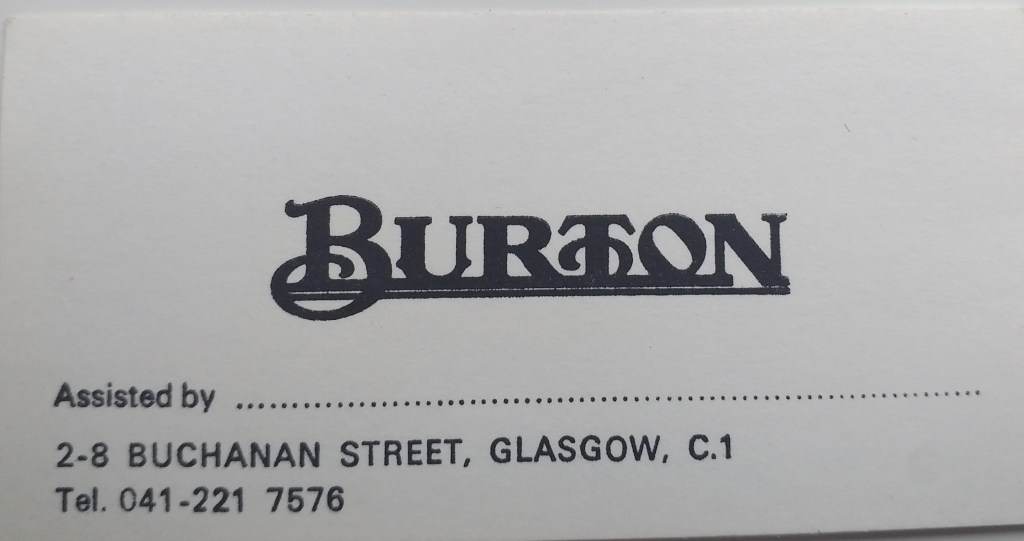 BURTON
Assisted by ........................................................
2-8 BUCHANAN STREET, GLASGOW, C.1
Tel. 041-221 7576